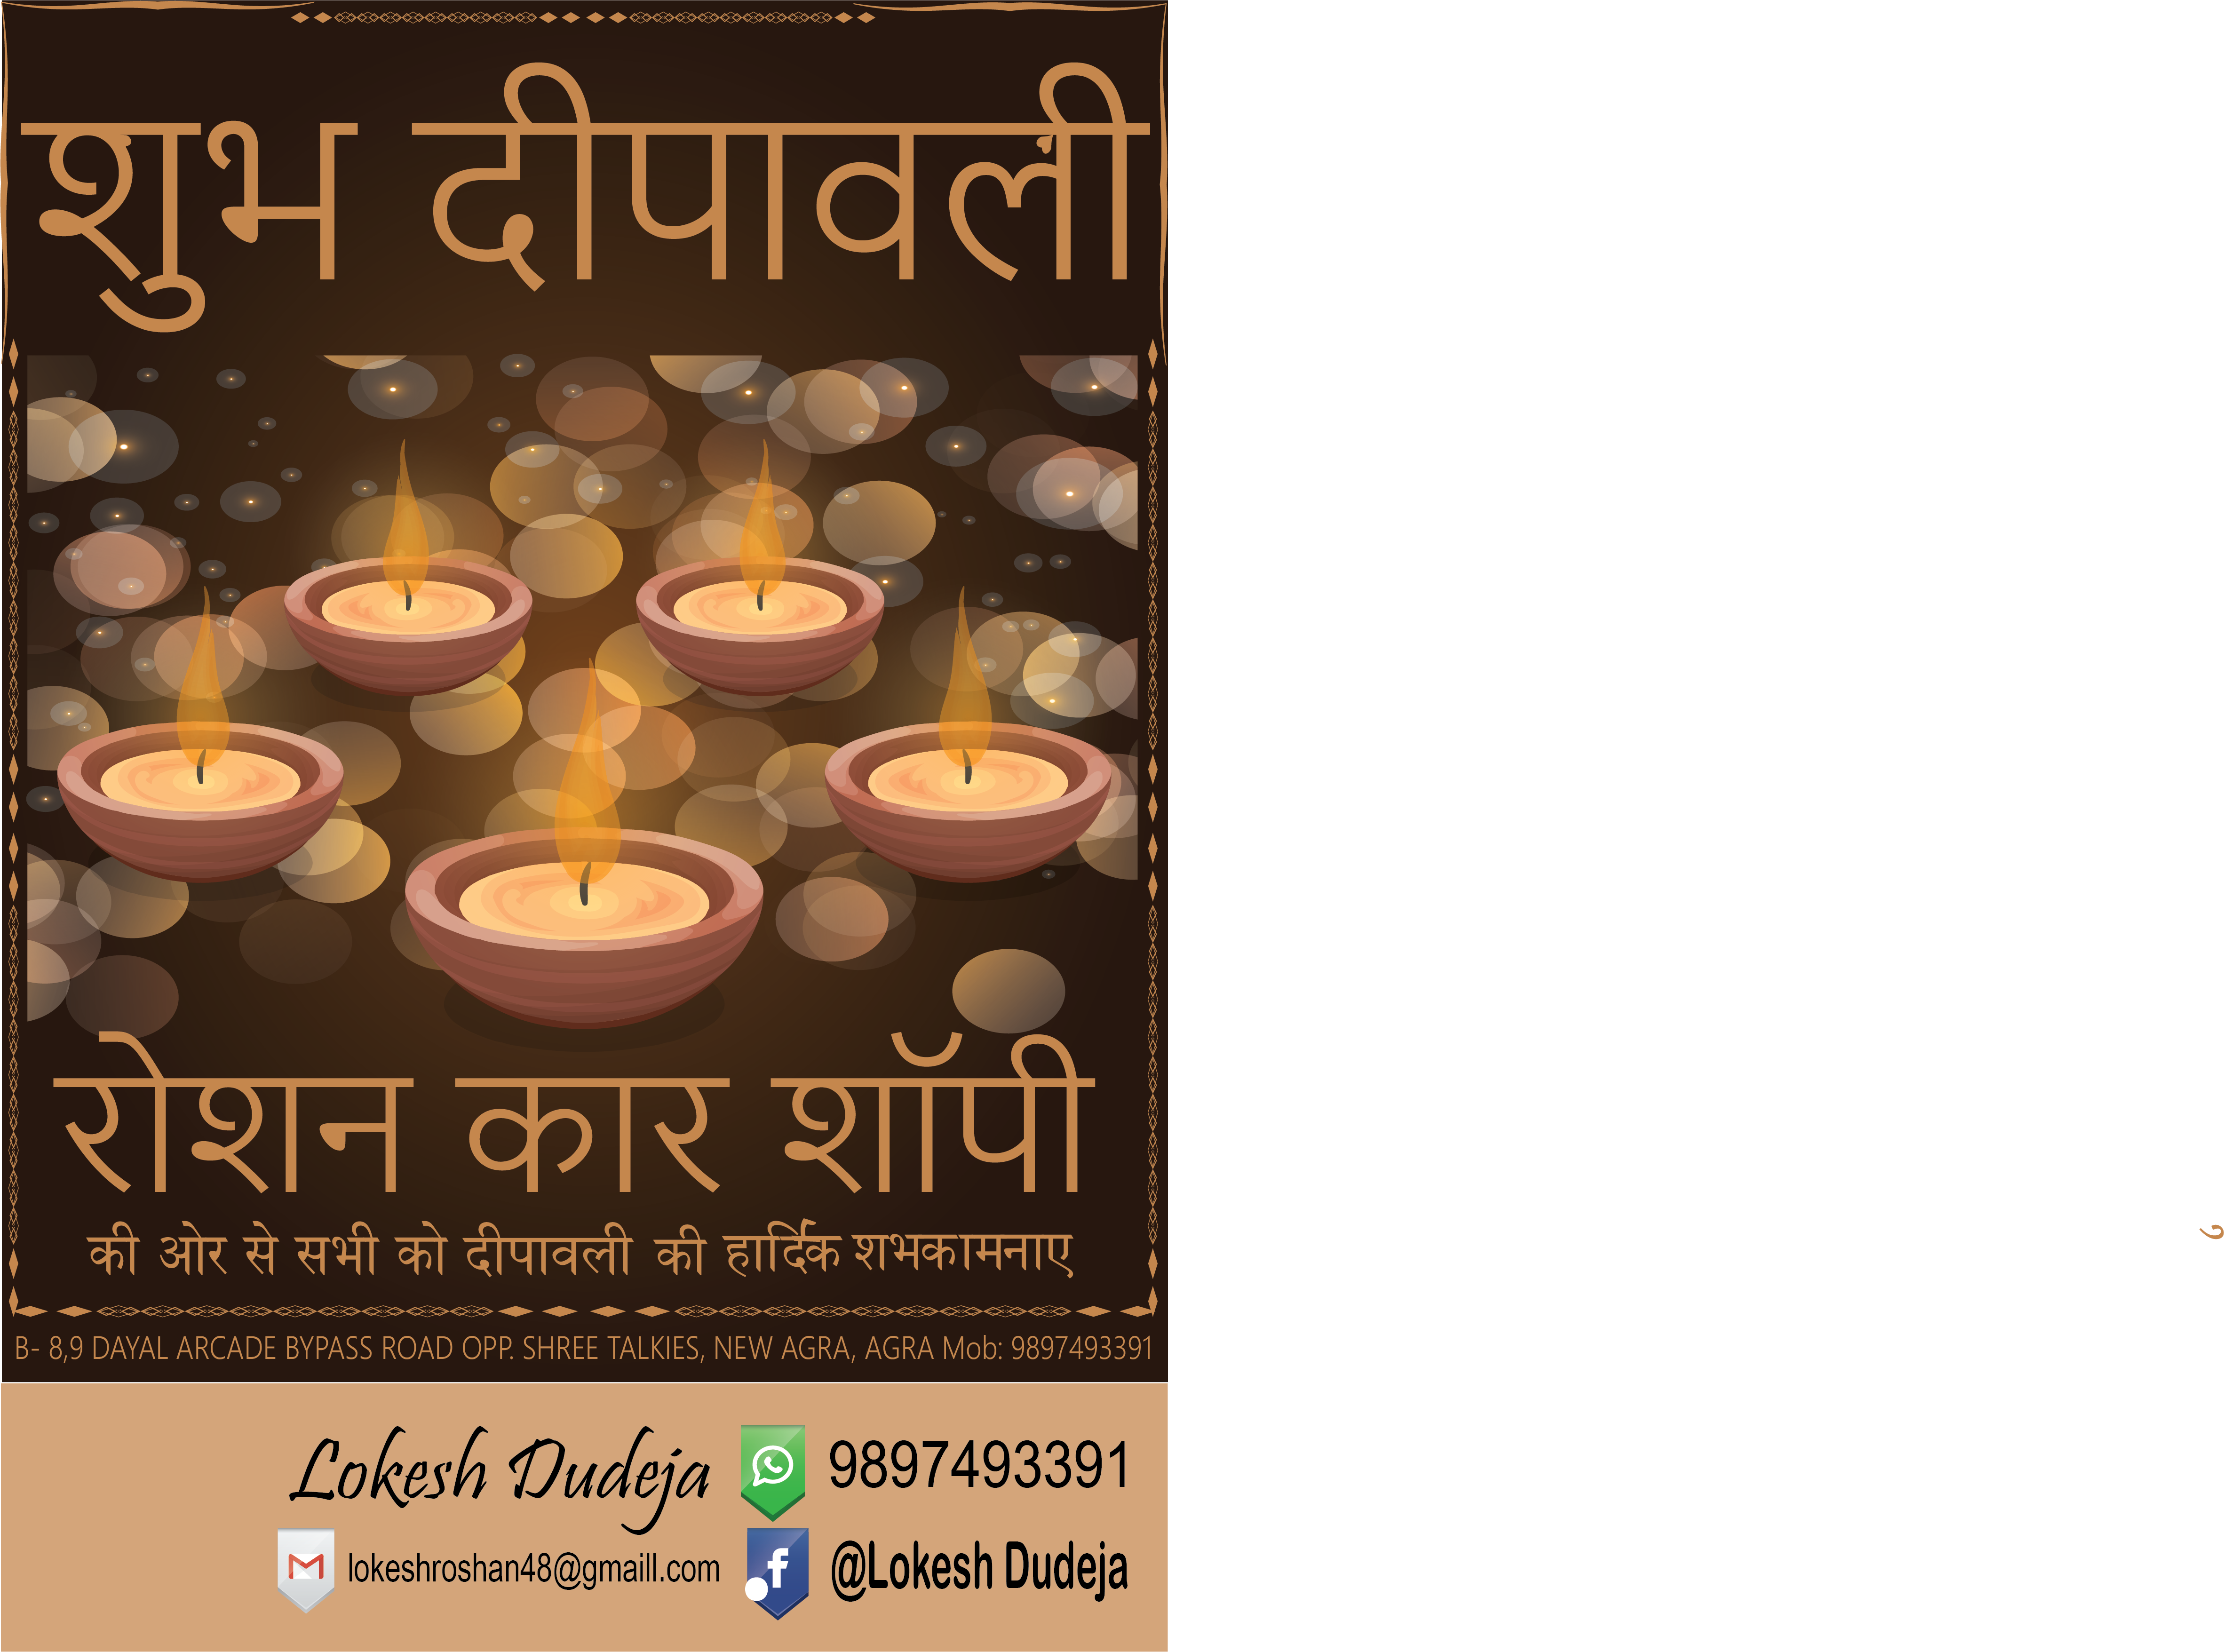 शुभ दीपावली
रोशन कार शॉपी
की ओर से सभी को दीपावली की हार्दिक शभकामनाए
B- 8,9 DAYAL ARCADE BYPASS ROAD OPP. SHREE TALKIES, NEW AGRA, AGRA Mob: 9897493391
Lokesh Dudeja 9897493391
lokeshroshan48@gmaill.com @Lokesh Dudeja